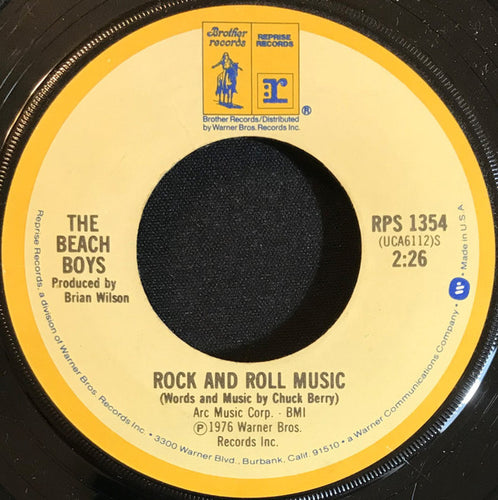 Brother
records
REPRISE
RECORDS
r
®
Brother Records/Distributed
by Warner Bros. Records Inc.
THE
BEACH
BOYS
Produced by
Brian Wilson
RPS 1354
(UCA6112)S
2:26
ROCK AND ROLL MUSIC
(Words and Music by Chuck Berry)
Arc Music Corp. - BMI
Ⓟ1976 Warner Bros.
Records Inc.
Reprise Records, a division of Warner Bros. Records Inc. • 3300 Warner Blvd., Burbank, Calif. 91510 • a Warner Communications Company • W • Made in U.S.A.